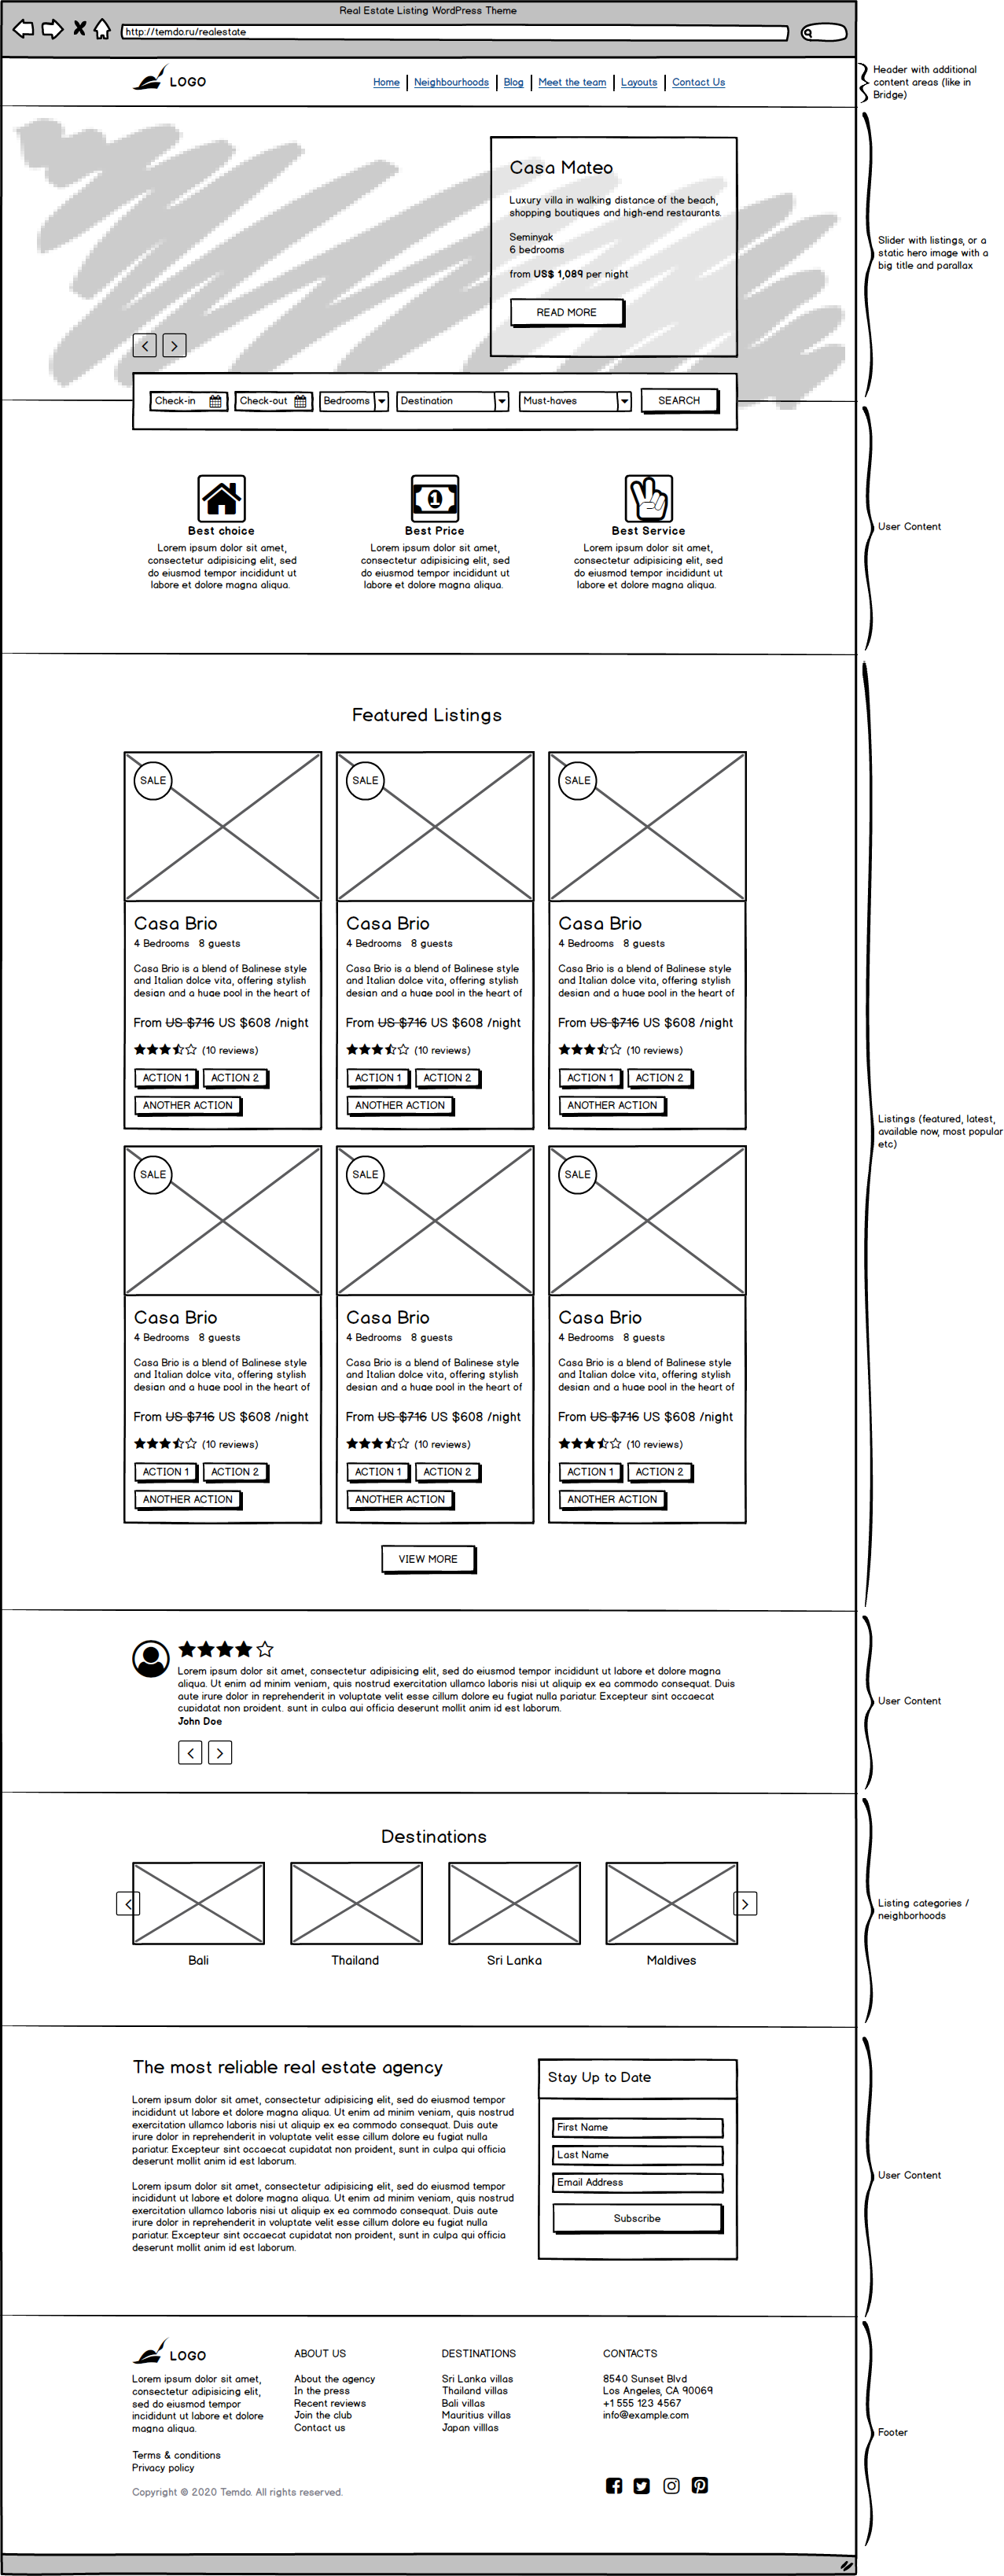 Real Estate Listing WordPress Theme
http://temdo.ru/realestate
LOGO
Home Neighbourhoods Blog Meet the team Layouts Contact Us
Header with additional
content areas (like in
Bridge)
Casa Mateo
Luxury villa in walking distance of the beach,
shopping boutiques and high-end restaurants.
Seminyak
6 bedrooms
from US$ 1,089 per night
READ MORE
Slider with listings, or a
static hero image with a
big title and parallax
Check-in Check-out Bedrooms Destination Must-haves SEARCH
1
Best choice Best Price Best Service
Lorem ipsum dolor sit amet, Lorem ipsum dolor sit amet, Lorem ipsum dolor sit amet,
consectetur adipisicing elit, sed consectetur adipisicing elit, sed consectetur adipisicing elit, sed
do eiusmod tempor incididunt ut do eiusmod tempor incididunt ut do eiusmod tempor incididunt ut
labore et dolore magna aliqua. labore et dolore magna aliqua. labore et dolore magna aliqua.
User Content
Featured Listings
SALE SALE SALE
Casa Brio Casa Brio Casa Brio
4 Bedrooms 8 guests 4 Bedrooms 8 guests 4 Bedrooms 8 guests
Casa Brio is a blend of Balinese style Casa Brio is a blend of Balinese style Casa Brio is a blend of Balinese style
and Italian dolce vita, offering stylish and Italian dolce vita, offering stylish and Italian dolce vita, offering stylish
design and a huge pool in the heart of design and a huge pool in the heart of design and a huge pool in the heart of
From US $716 US $608 /night From US $716 US $608 /night From US $716 US $608 /night
(10 reviews) (10 reviews) (10 reviews)
ACTION 1 ACTION 2 ACTION 1 ACTION 2 ACTION 1 ACTION 2
ANOTHER ACTION ANOTHER ACTION ANOTHER ACTION
Listings (featured, latest,
available now, most popular
etc)
SALE SALE SALE
Casa Brio Casa Brio Casa Brio
4 Bedrooms 8 guests 4 Bedrooms 8 guests 4 Bedrooms 8 guests
Casa Brio is a blend of Balinese style Casa Brio is a blend of Balinese style Casa Brio is a blend of Balinese style
and Italian dolce vita, offering stylish and Italian dolce vita, offering stylish and Italian dolce vita, offering stylish
design and a huge pool in the heart of design and a huge pool in the heart of design and a huge pool in the heart of
From US $716 US $608 /night From US $716 US $608 /night From US $716 US $608 /night
(10 reviews) (10 reviews) (10 reviews)
ACTION 1 ACTION 2 ACTION 1 ACTION 2 ACTION 1 ACTION 2
ANOTHER ACTION ANOTHER ACTION ANOTHER ACTION
VIEW MORE
Lorem ipsum dolor sit amet, consectetur adipisicing elit, sed do eiusmod tempor incididunt ut labore et dolore magna
aliqua. Ut enim ad minim veniam, quis nostrud exercitation ullamco laboris nisi ut aliquip ex ea commodo consequat. Duis
aute irure dolor in reprehenderit in voluptate velit esse cillum dolore eu fugiat nulla pariatur. Excepteur sint occaecat
cupidatat non proident, sunt in culpa qui officia deserunt mollit anim id est laborum.
John Doe
User Content
Destinations
Bali Thailand Sri Lanka Maldives
Listing categories /
neighborhoods
The most reliable real estate agency
Lorem ipsum dolor sit amet, consectetur adipisicing elit, sed do eiusmod tempor
incididunt ut labore et dolore magna aliqua. Ut enim ad minim veniam, quis nostrud
exercitation ullamco laboris nisi ut aliquip ex ea commodo consequat. Duis aute
irure dolor in reprehenderit in voluptate velit esse cillum dolore eu fugiat nulla
pariatur. Excepteur sint occaecat cupidatat non proident, sunt in culpa qui officia
deserunt mollit anim id est laborum.
Lorem ipsum dolor sit amet, consectetur adipisicing elit, sed do eiusmod tempor
incididunt ut labore et dolore magna aliqua. Ut enim ad minim veniam, quis nostrud
exercitation ullamco laboris nisi ut aliquip ex ea commodo consequat. Duis aute
irure dolor in reprehenderit in voluptate velit esse cillum dolore eu fugiat nulla
pariatur. Excepteur sint occaecat cupidatat non proident, sunt in culpa qui officia
deserunt mollit anim id est laborum.
Stay Up to Date
First Name
Last Name
Email Address
Subscribe
User Content
LOGO
Lorem ipsum dolor sit amet,
consectetur adipisicing elit,
sed do eiusmod tempor
incididunt ut labore et dolore
magna aliqua.
Terms & conditions
Privacy policy
Copyright © 2020 Temdo. All rights reserved.
ABOUT US
About the agency
In the press
Recent reviews
Join the club
Contact us
DESTINATIONS
Sri Lanka villas
Thailand villas
Bali villas
Mauritius villas
Japan villlas
CONTACTS
8540 Sunset Blvd
Los Angeles, CA 90069
+1 555 123 4567
info@example.com
Footer